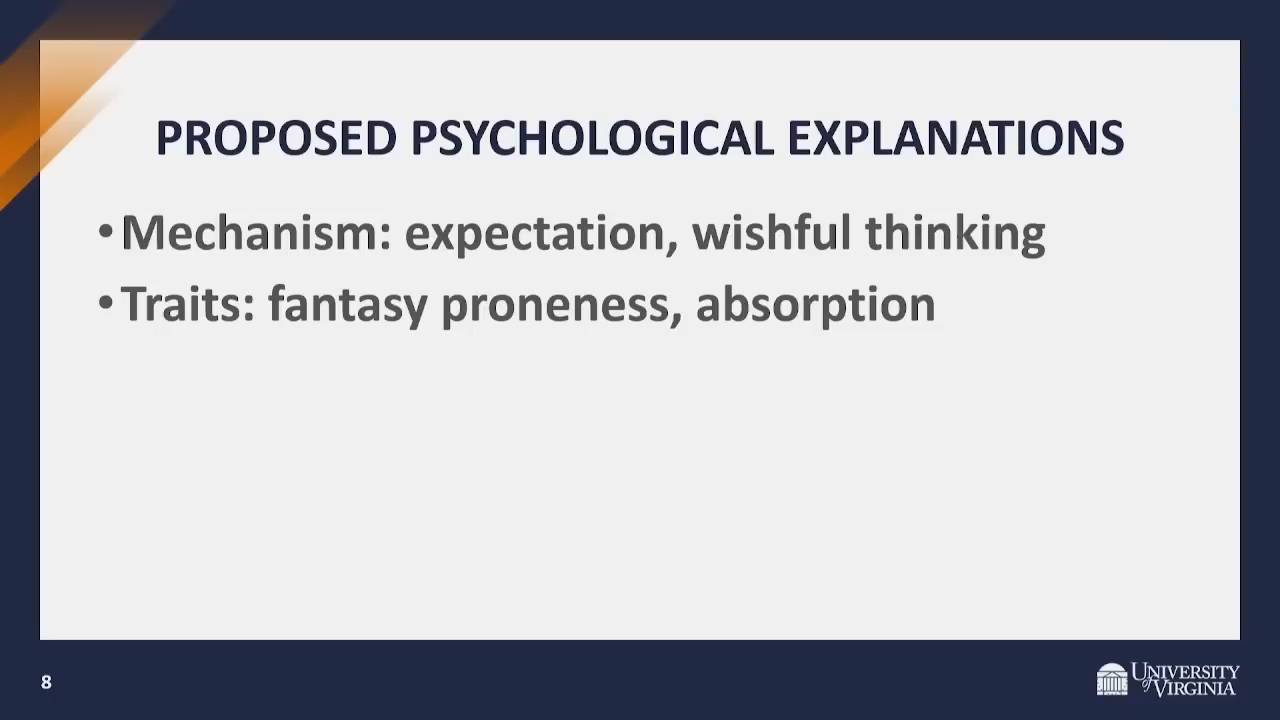 PROPOSED PSYCHOLOGICAL EXPLANATIONS
• Mechanism: expectation, wishful thinking
• Traits: fantasy proneness, absorption
8
UNIVERSITY
of VIRGINIA